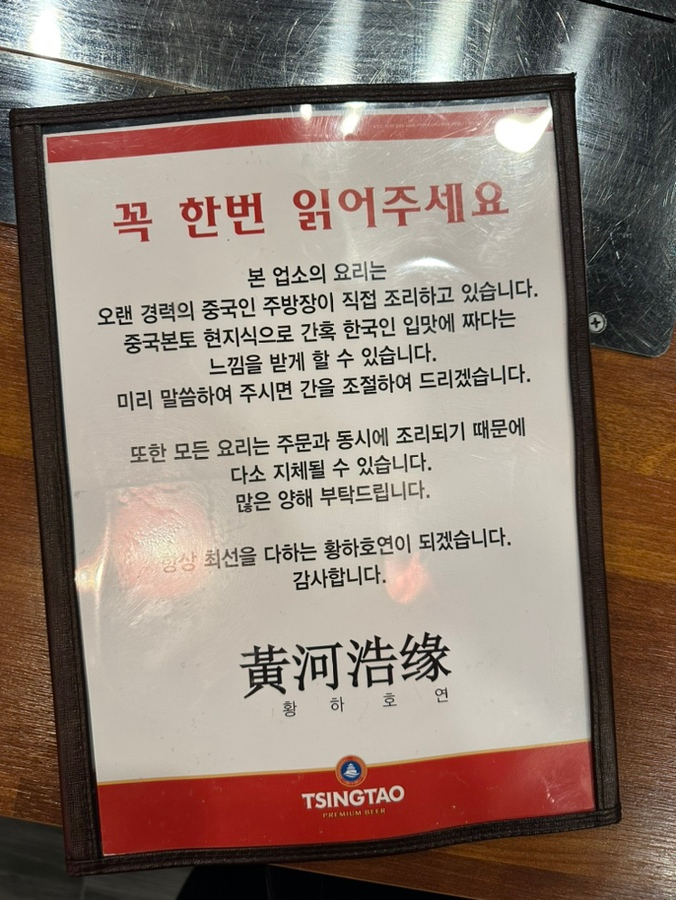 꼭 한번 읽어주세요
본 업소의 요리는
오랜 경력의 중국인 주방장이 직접 조리하고 있습니다.
중국본토 현지식으로 간혹 한국인 입맛에 짜다는
느낌을 받게 할 수 있습니다.
미리 말씀하여 주시면 간을 조절하여 드리겠습니다.
또한 모든 요리는 주문과 동시에 조리되기 때문에
다소 지체될 수 있습니다.
많은 양해 부탁드립니다.
항상 최선을 다하는 황하호연이 되겠습니다.
감사합니다.
黃河浩缘
황 하 호 연
TSINGTAO
PREMIUM BEER